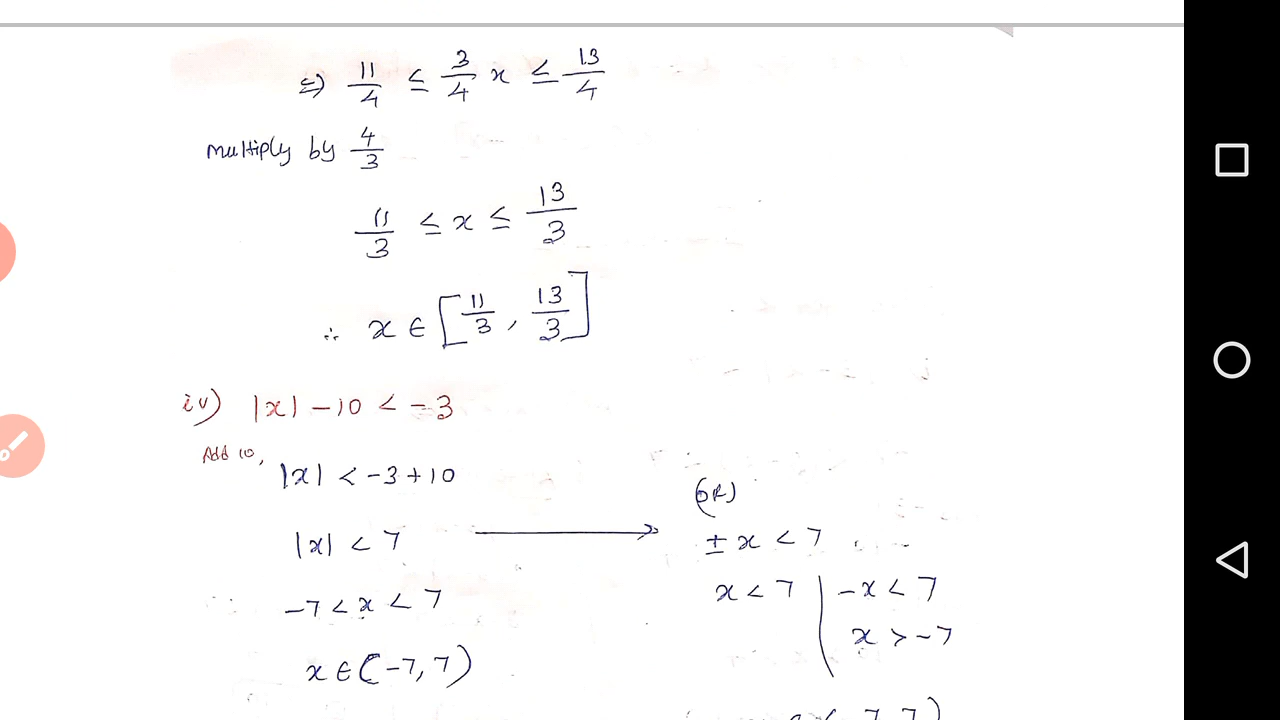 ⇒) 11/4 ≤ 3/4 x ≤ 13/4
multiply by 4/3
11/3 ≤ x ≤ 13/3
∴ x ∈ [11/3, 13/3]
iv) |x| - 10 < -3
Add 10,
|x| < -3 + 10
|x| < 7
-7 < x < 7
x ∈ (-7, 7)
(OR)
± x < 7
x < 7 | -x < 7
x > -7